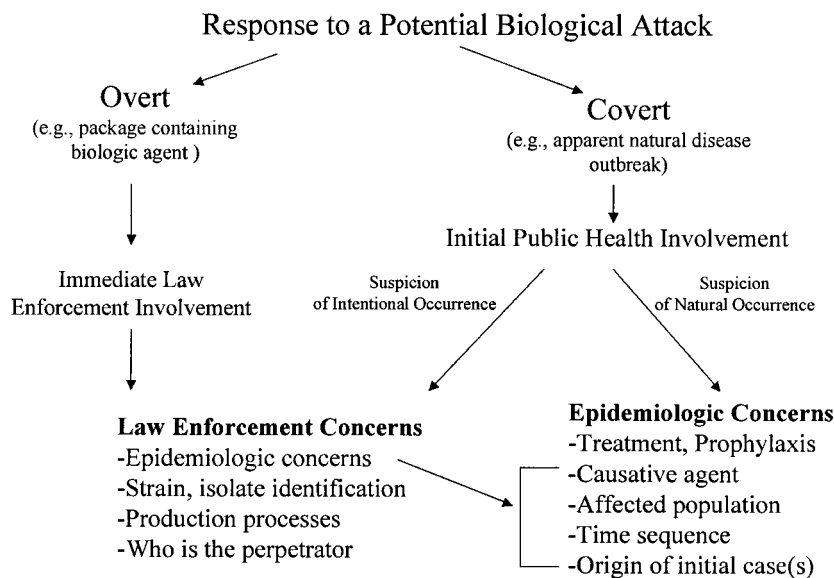 Response to a Potential Biological Attack
Overt
(e.g., package containing
biologic agent )
Covert
(e.g., apparent natural disease
outbreak)
Initial Public Health Involvement
Immediate Law
Enforcement Involvement
Suspicion
of Intentional Occurrence
Suspicion
of Natural Occurrence
Law Enforcement Concerns
-Epidemiologic concerns
-Strain, isolate identification
-Production processes
-Who is the perpetrator
Epidemiologic Concerns
-Treatment, Prophylaxis
-Causative agent
-Affected population
-Time sequence
-Origin of initial case(s)